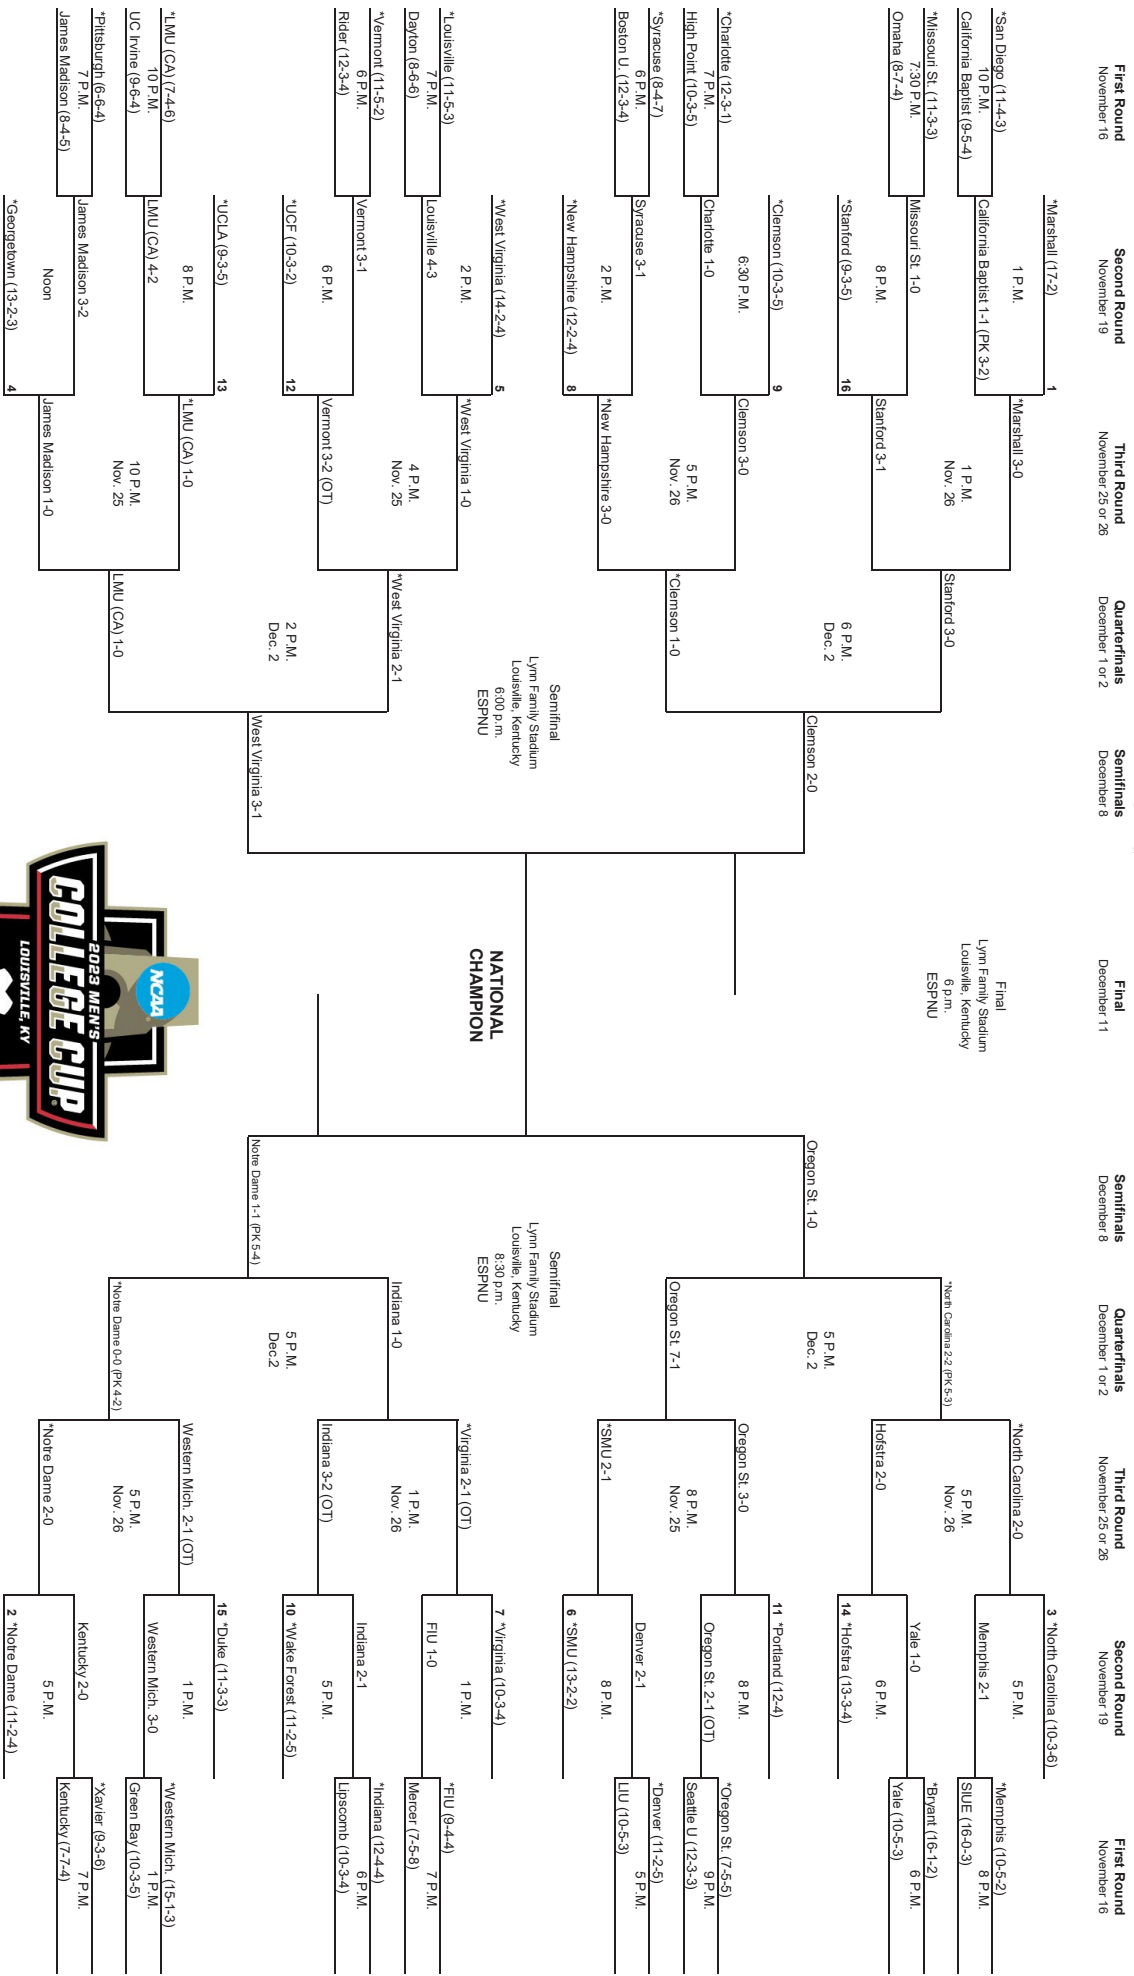 First Round
November 16
Second Round
November 19
Third Round
November 25 or 26
Quarterfinals
December 1 or 2
Semifinals
December 8
Final
December 11
Semifinals
December 8
Quarterfinals
December 1 or 2
Third Round
November 25 or 26
Second Round
November 19
First Round
November 16
*San Diego (11-4-3)
10 P.M.
California Baptist (9-5-4)
*Missouri St. (11-3-3)
7:30 P.M.
Omaha (8-7-4)
*Charlotte (12-3-1)
7 P.M.
High Point (10-3-5)
*Syracuse (8-4-7)
6 P.M.
Boston U. (12-3-4)
*Louisville (11-5-3)
7 P.M.
Dayton (8-6-6)
*Vermont (11-5-2)
6 P.M.
Rider (12-3-4)
*LMU (CA) (7-4-6)
10 P.M.
UC Irvine (9-6-4)
*Pittsburgh (6-6-4)
7 P.M.
James Madison (8-4-5)
*Marshall (17-2)
1
1 P.M.
California Baptist 1-1 (PK 3-2)
Missouri St. 1-0
8 P.M.
*Stanford (9-3-5)
16
*Clemson (10-3-5)
9
6:30 P.M.
Charlotte 1-0
Syracuse 3-1
2 P.M.
*New Hampshire (12-2-4)
8
*West Virginia (14-2-4)
5
2 P.M.
Louisville 4-3
Vermont 3-1
6 P.M.
*UCF (10-3-2)
12
*UCLA (9-3-5)
13
8 P.M.
LMU (CA) 4-2
James Madison 3-2
Noon
*Georgetown (13-2-3)
4
*Marshall 3-0
1 P.M.
Nov. 26
Stanford 3-1
Clemson 3-0
5 P.M.
Nov. 26
*New Hampshire 3-0
*West Virginia 1-0
4 P.M.
Nov. 25
Vermont 3-2 (OT)
*LMU (CA) 1-0
10 P.M.
Nov. 25
James Madison 1-0
Stanford 3-0
6 P.M.
Dec. 2
*Clemson 1-0
*West Virginia 2-1
2 P.M.
Dec. 2
LMU (CA) 1-0
Clemson 2-0
Semifinal
Lynn Family Stadium
Louisville, Kentucky
6:00 p.m.
ESPNU
West Virginia 3-1
Final
Lynn Family Stadium
Louisville, Kentucky
6 p.m.
ESPNU
NATIONAL
CHAMPION
NCAA
2023 MEN'S
COLLEGE CUP
LOUISVILLE, KY
Oregon St. 1-0
Semifinal
Lynn Family Stadium
Louisville, Kentucky
8:30 p.m.
ESPNU
Notre Dame 1-1 (PK 5-4)
*North Carolina 2-2 (PK 5-3)
5 P.M.
Dec. 2
Oregon St. 7-1
Indiana 1-0
5 P.M.
Dec.2
*Notre Dame 0-0 (PK 4-2)
*North Carolina 2-0
5 P.M.
Nov. 26
Hofstra 2-0
Oregon St. 3-0
8 P.M.
Nov. 25
*SMU 2-1
*Virginia 2-1 (OT)
1 P.M.
Nov. 26
Indiana 3-2 (OT)
Western Mich. 2-1 (OT)
5 P.M.
Nov. 26
*Notre Dame 2-0
3 *North Carolina (10-3-6)
5 P.M.
Memphis 2-1
Yale 1-0
6 P.M.
14 *Hofstra (13-3-4)
11 *Portland (12-4)
8 P.M.
Oregon St. 2-1 (OT)
Denver 2-1
8 P.M.
6 *SMU (13-2-2)
7 *Virginia (10-3-4)
1 P.M.
FIU 1-0
Indiana 2-1
5 P.M.
10 *Wake Forest (11-2-5)
15 *Duke (11-3-3)
1 P.M.
Western Mich. 3-0
Kentucky 2-0
5 P.M.
2 *Notre Dame (11-2-4)
*Memphis (10-5-2)
8 P.M.
SIUE (16-0-3)
*Bryant (16-1-2)
6 P.M.
Yale (10-5-3)
*Oregon St. (7-5-5)
9 P.M.
Seattle U (12-3-3)
*Denver (11-2-5)
5 P.M.
LIU (10-5-3)
*FIU (9-4-4)
7 P.M.
Mercer (7-5-8)
*Indiana (12-4-4)
6 P.M.
Lipscomb (10-3-4)
*Western Mich. (15-1-3)
1 P.M.
Green Bay (10-3-5)
*Xavier (9-3-6)
7 P.M.
Kentucky (7-7-4)